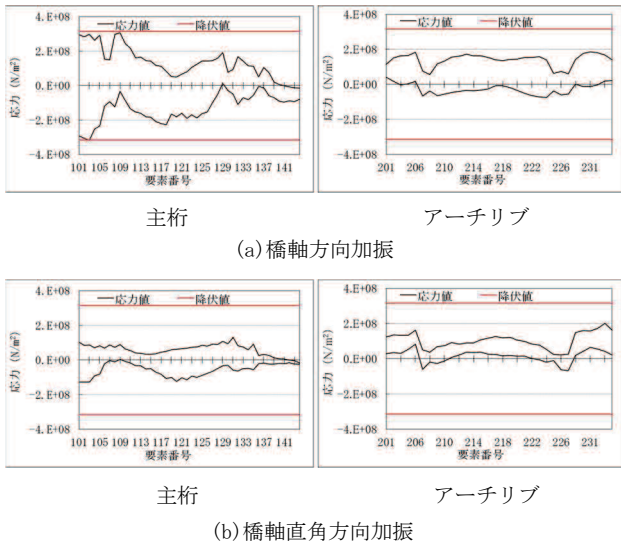 応力値 降伏値
応力 (N/m²)
4.E+08
2.E+08
0.E+00
-2.E+08
-4.E+08
101 105 109 113 117 121 125 129 133 137 141
要素番号
主桁
応力値 降伏値
応力 (N/m²)
4.E+08
2.E+08
0.E+00
-2.E+08
-4.E+08
201 206 210 214 218 222 226 231
要素番号
アーチリブ
(a)橋軸方向加振
応力値 降伏値
応力 (N/m²)
4.E+08
2.E+08
0.E+00
-2.E+08
-4.E+08
101 105 109 113 117 121 125 129 133 137 141
要素番号
主桁
応力値 降伏値
応力 (N/m²)
4.E+08
2.E+08
0.E+00
-2.E+08
-4.E+08
201 206 210 214 218 222 226 231
要素番号
アーチリブ
(b)橋軸直角方向加振